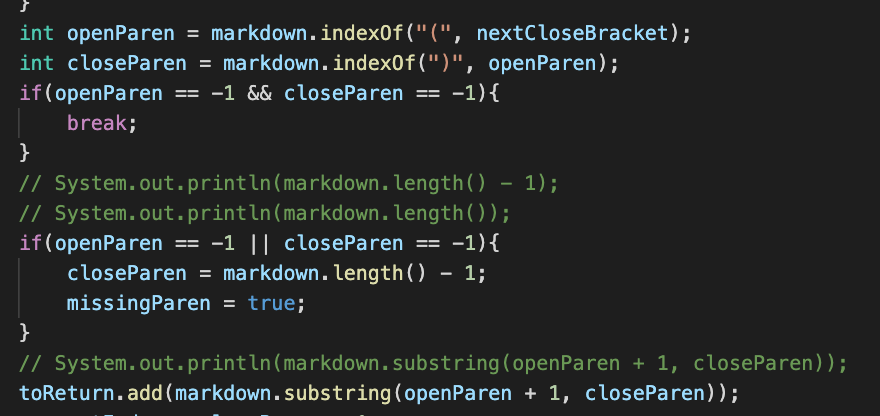 }
int openParen = markdown.indexOf("(", nextCloseBracket);
int closeParen = markdown.indexOf(")", openParen);
if(openParen == -1 && closeParen == -1){
break;
}
// System.out.println(markdown.length() - 1);
// System.out.println(markdown.length());
if(openParen == -1 || closeParen == -1){
closeParen = markdown.length() - 1;
missingParen = true;
}
// System.out.println(markdown.substring(openParen + 1, closeParen));
toReturn.add(markdown.substring(openParen + 1, closeParen));